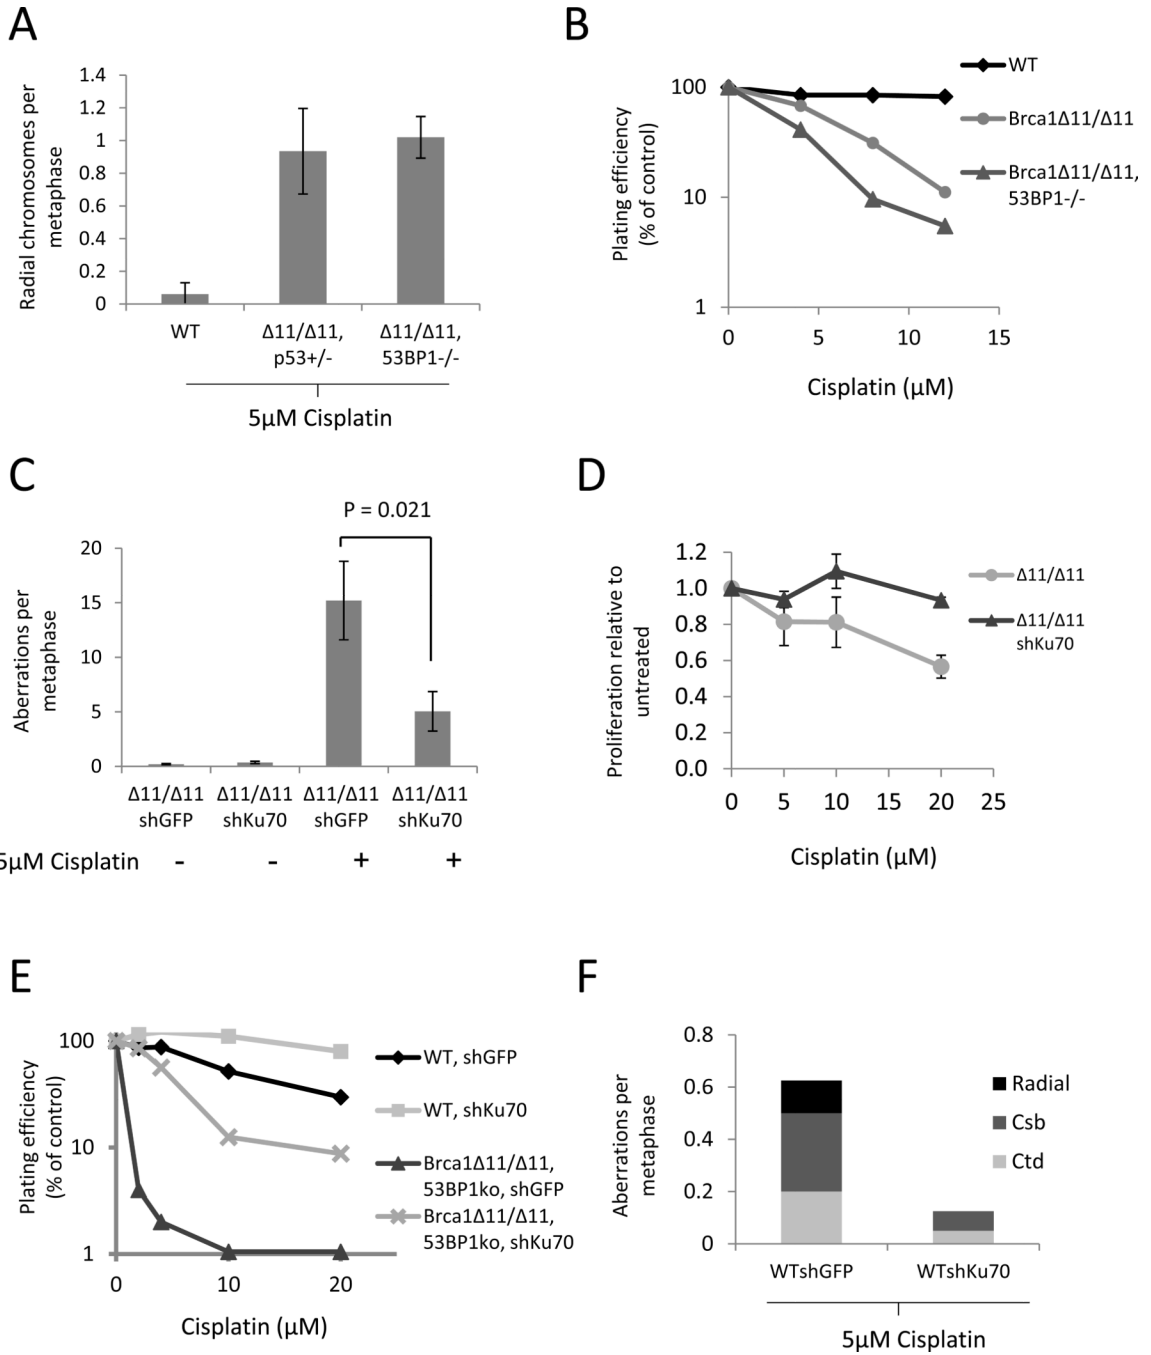 A
Radial chromosomes per
metaphase
1.4
1.2
1
0.8
0.6
0.4
0.2
0
WT
Δ11/Δ11,
p53+/-
Δ11/Δ11,
53BP1-/-
5μM Cisplatin
B
Plating efficiency
(% of control)
100
10
1
0
5
10
15
Cisplatin (μM)
WT
Brca1Δ11/Δ11
Brca1Δ11/Δ11,
53BP1-/-
C
P = 0.021
Aberrations per
metaphase
20
15
10
5
0
Δ11/Δ11
shGFP
Δ11/Δ11
shKu70
Δ11/Δ11
shGFP
Δ11/Δ11
shKu70
5μM Cisplatin - - + +
D
Proliferation relative to
untreated
1.2
1.0
0.8
0.6
0.4
0.2
0.0
0 5 10 15 20 25
Cisplatin (μM)
Δ11/Δ11
Δ11/Δ11
shKu70
E
Plating efficiency
(% of control)
100
10
1
0
10
20
Cisplatin (μM)
WT, shGFP
WT, shKu70
Brca1Δ11/Δ11,
53BP1ko, shGFP
Brca1Δ11/Δ11,
53BP1ko, shKu70
F
Aberrations per
metaphase
0.8
0.6
0.4
0.2
0
Radial
Csb
Ctd
WTshGFP
WTshKu70
5μM Cisplatin